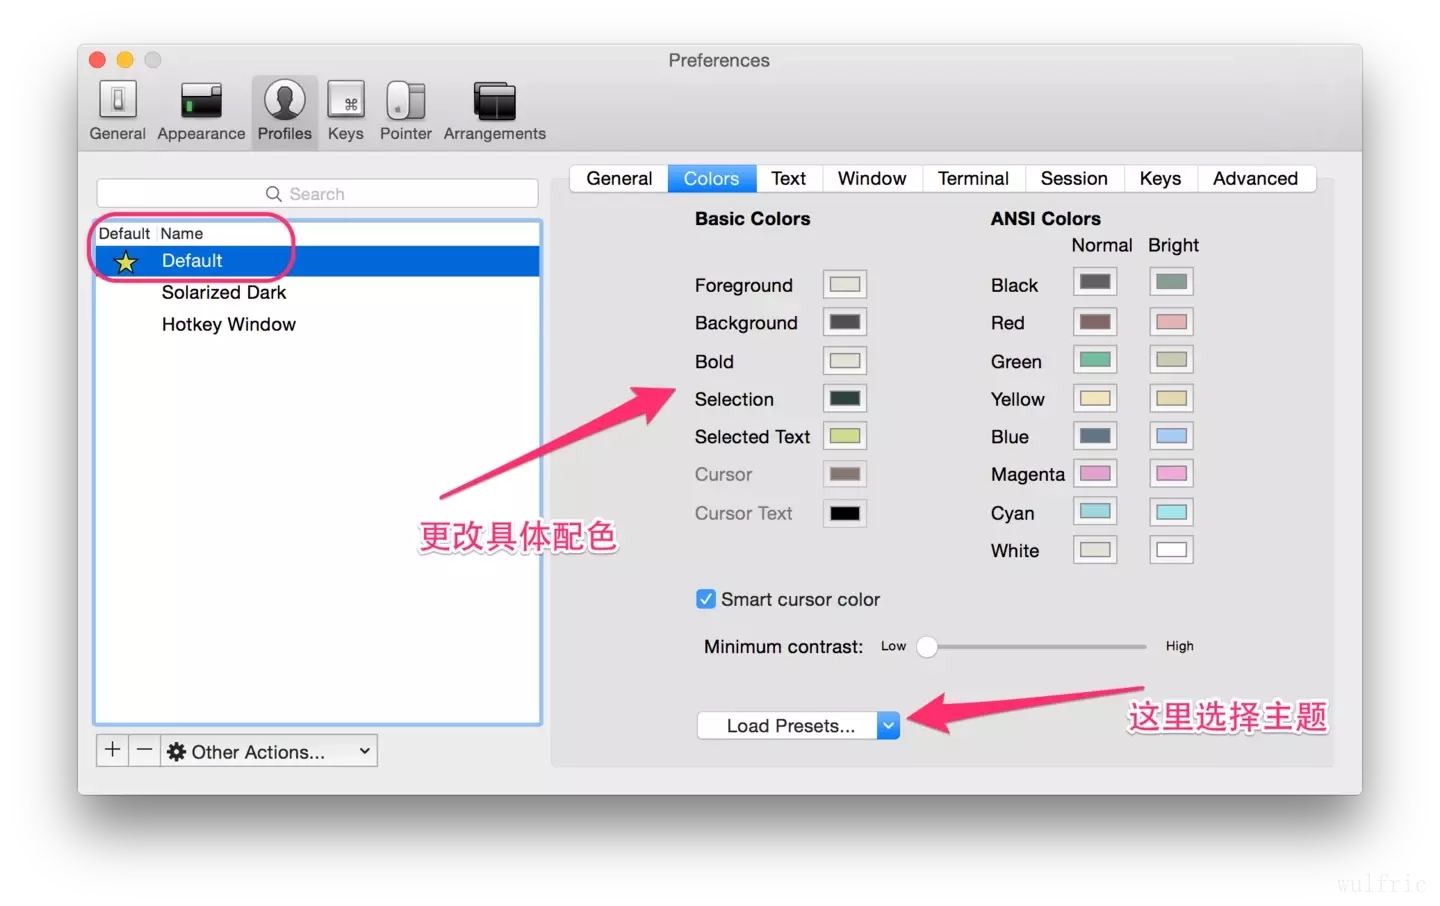 Preferences
General Appearance Profiles Keys Pointer Arrangements
Search
Default Name
Default
Solarized Dark
Hotkey Window
Other Actions...
General Colors Text Window Terminal Session Keys Advanced
Basic Colors
Foreground
Background
Bold
Selection
Selected Text
Cursor
Cursor Text
ANSI Colors
Normal Bright
Black
Red
Green
Yellow
Blue
Magenta
Cyan
White
更改具体配色
Smart cursor color
Minimum contrast: Low High
Load Presets...
这里选择主题
wulfric